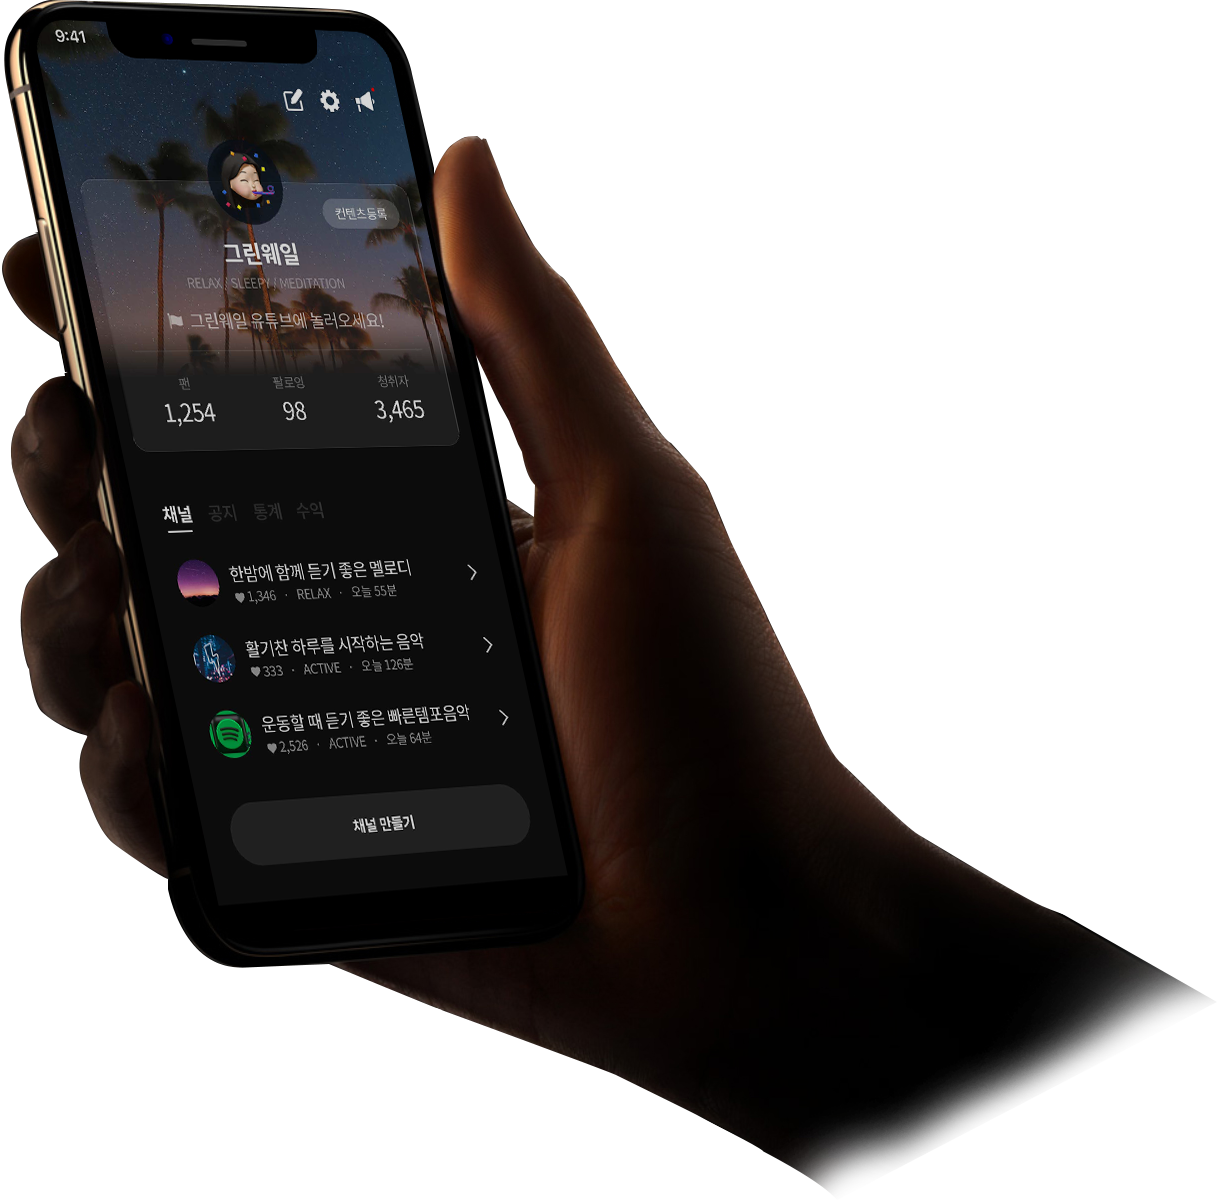 9:41
컨텐츠등록
그린웨일
RELAX / SLEEPY / MEDITATION
그린웨일 유튜브에 놀러오세요!
팬 팔로잉 청취자
1,254 98 3,465
채널 공지 통계 수익
한밤에 함께 듣기 좋은 멜로디
1,346 · RELAX · 오늘 55분
활기찬 하루를 시작하는 음악
333 · ACTIVE · 오늘 126분
운동할 때 듣기 좋은 빠른템포음악
2,526 · ACTIVE · 오늘 64분
채널 만들기